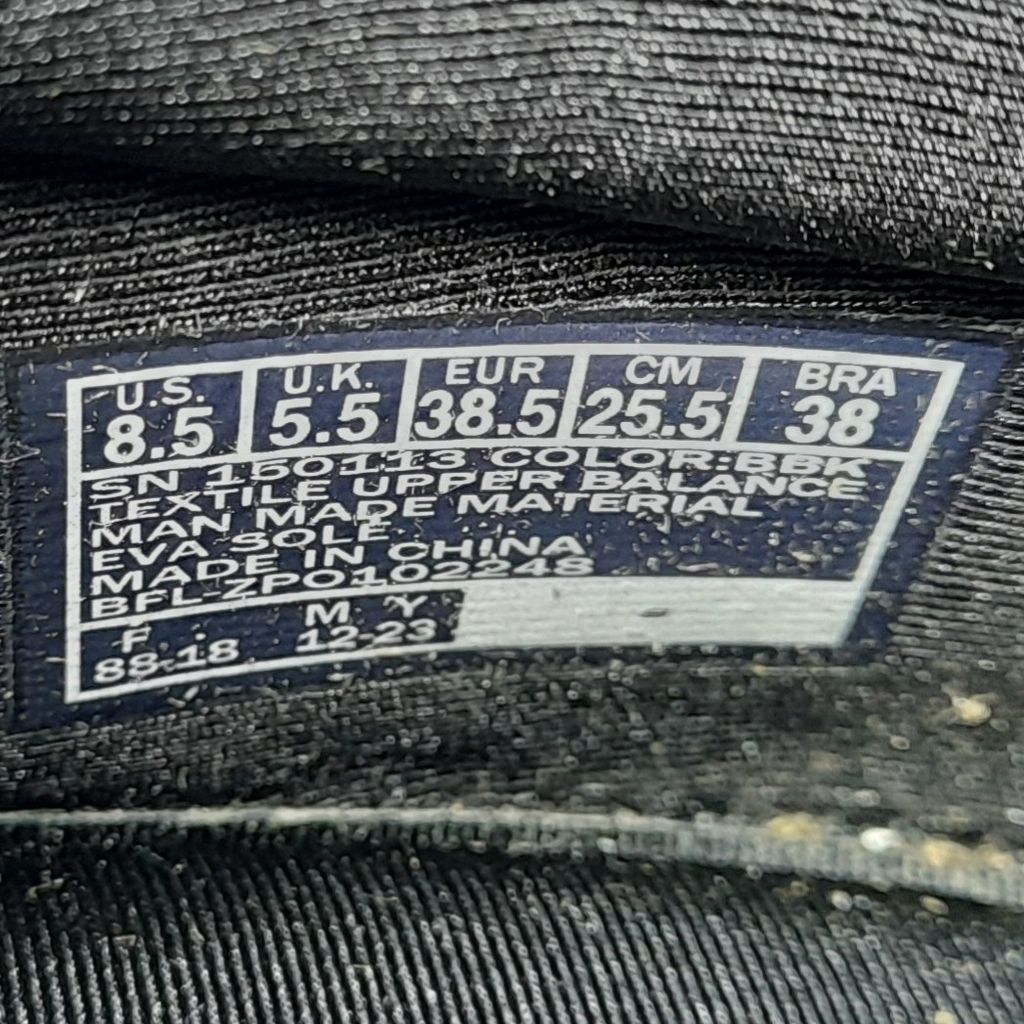 U.S. U.K. EUR CM BRA
8.5 5.5 38.5 25.5 38
SN 150113 COLOR:BBK
TEXTILE UPPER BALANCE
MAN MADE MATERIAL
EVA SOLE
MADE IN CHINA
BFL-ZPO102248
F . M Y
88-18 12-23